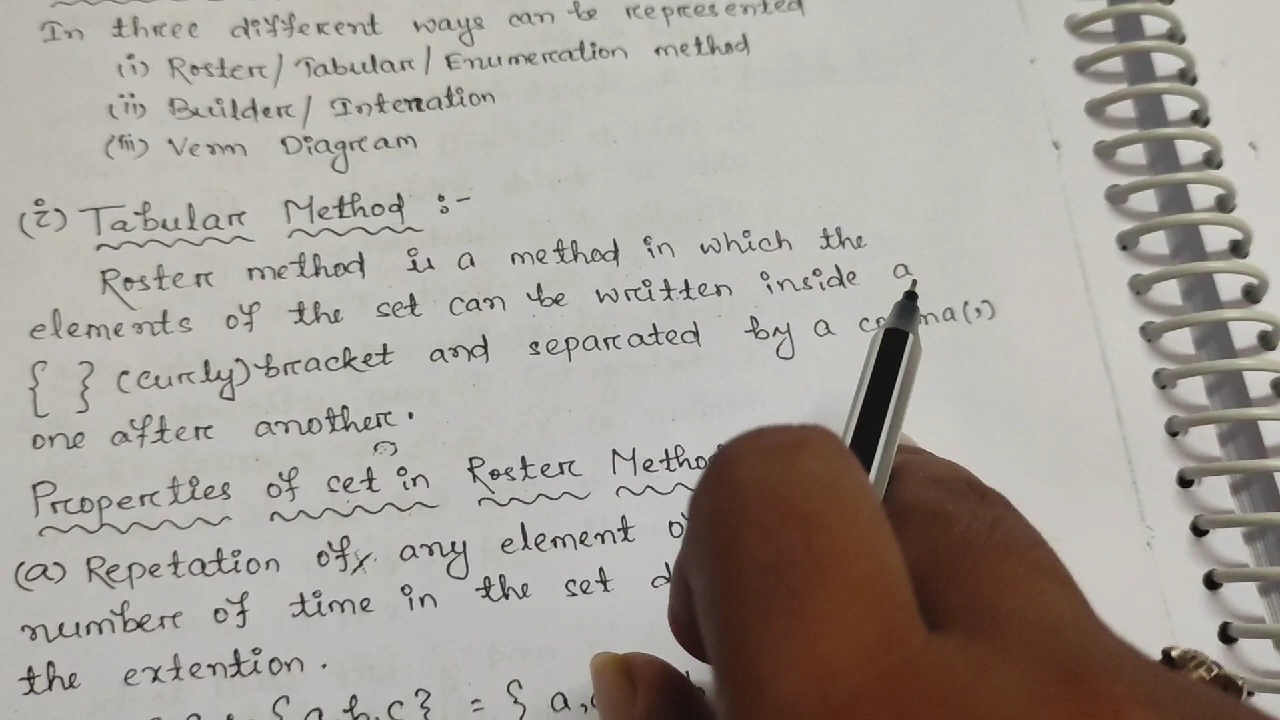 In three different ways can be represented
(i) Roster/ Tabular/ Enumeration method
(ii) Builder/ Interation
(iii) Venn Diagram
(i) Tabular Method :-
Roster method is a method in which the
elements of the set can be written inside a
{ } (curly) bracket and separated by a comma(,)
one after another.
Properties of set in Roster
(a) Repetation of any element
number of time in the set
the extention.
{a,b,c} = { a,